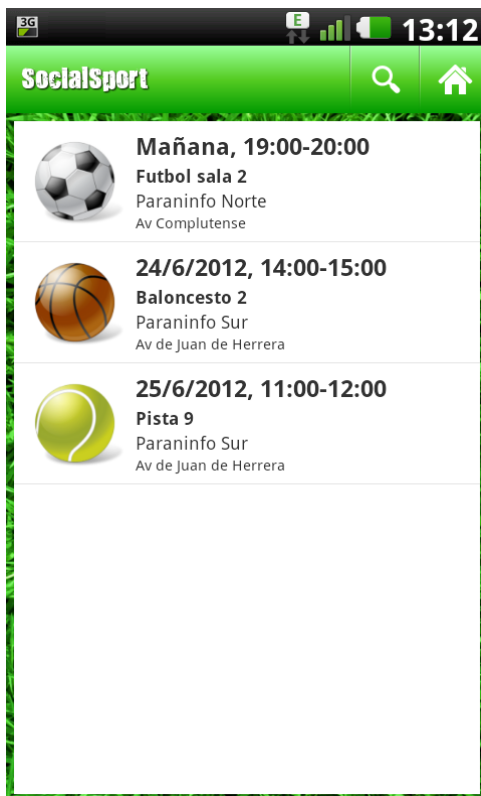 3G
E
13:12
SocialSport
Mañana, 19:00-20:00
Futbol sala 2
Paraninfo Norte
Av Complutense
24/6/2012, 14:00-15:00
Baloncesto 2
Paraninfo Sur
Av de Juan de Herrera
25/6/2012, 11:00-12:00
Pista 9
Paraninfo Sur
Av de Juan de Herrera